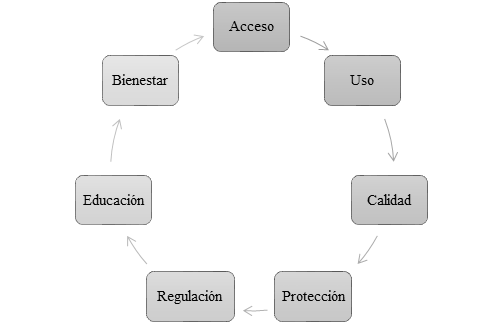 Acceso
Uso
Calidad
Protección
Regulación
Educación
Bienestar